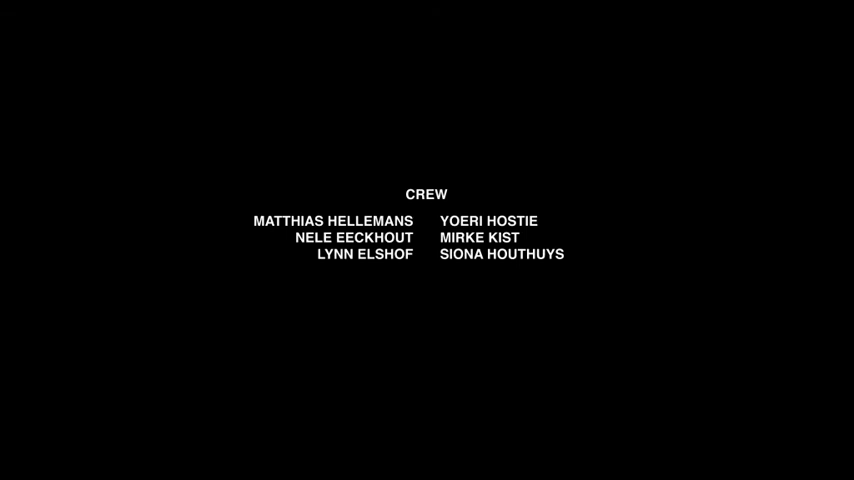 CREW
MATTHIAS HELLEMANS YOERI HOSTIE
NELE EECKHOUT MIRKE KIST
LYNN ELSHOF SIONA HOUTHUYS